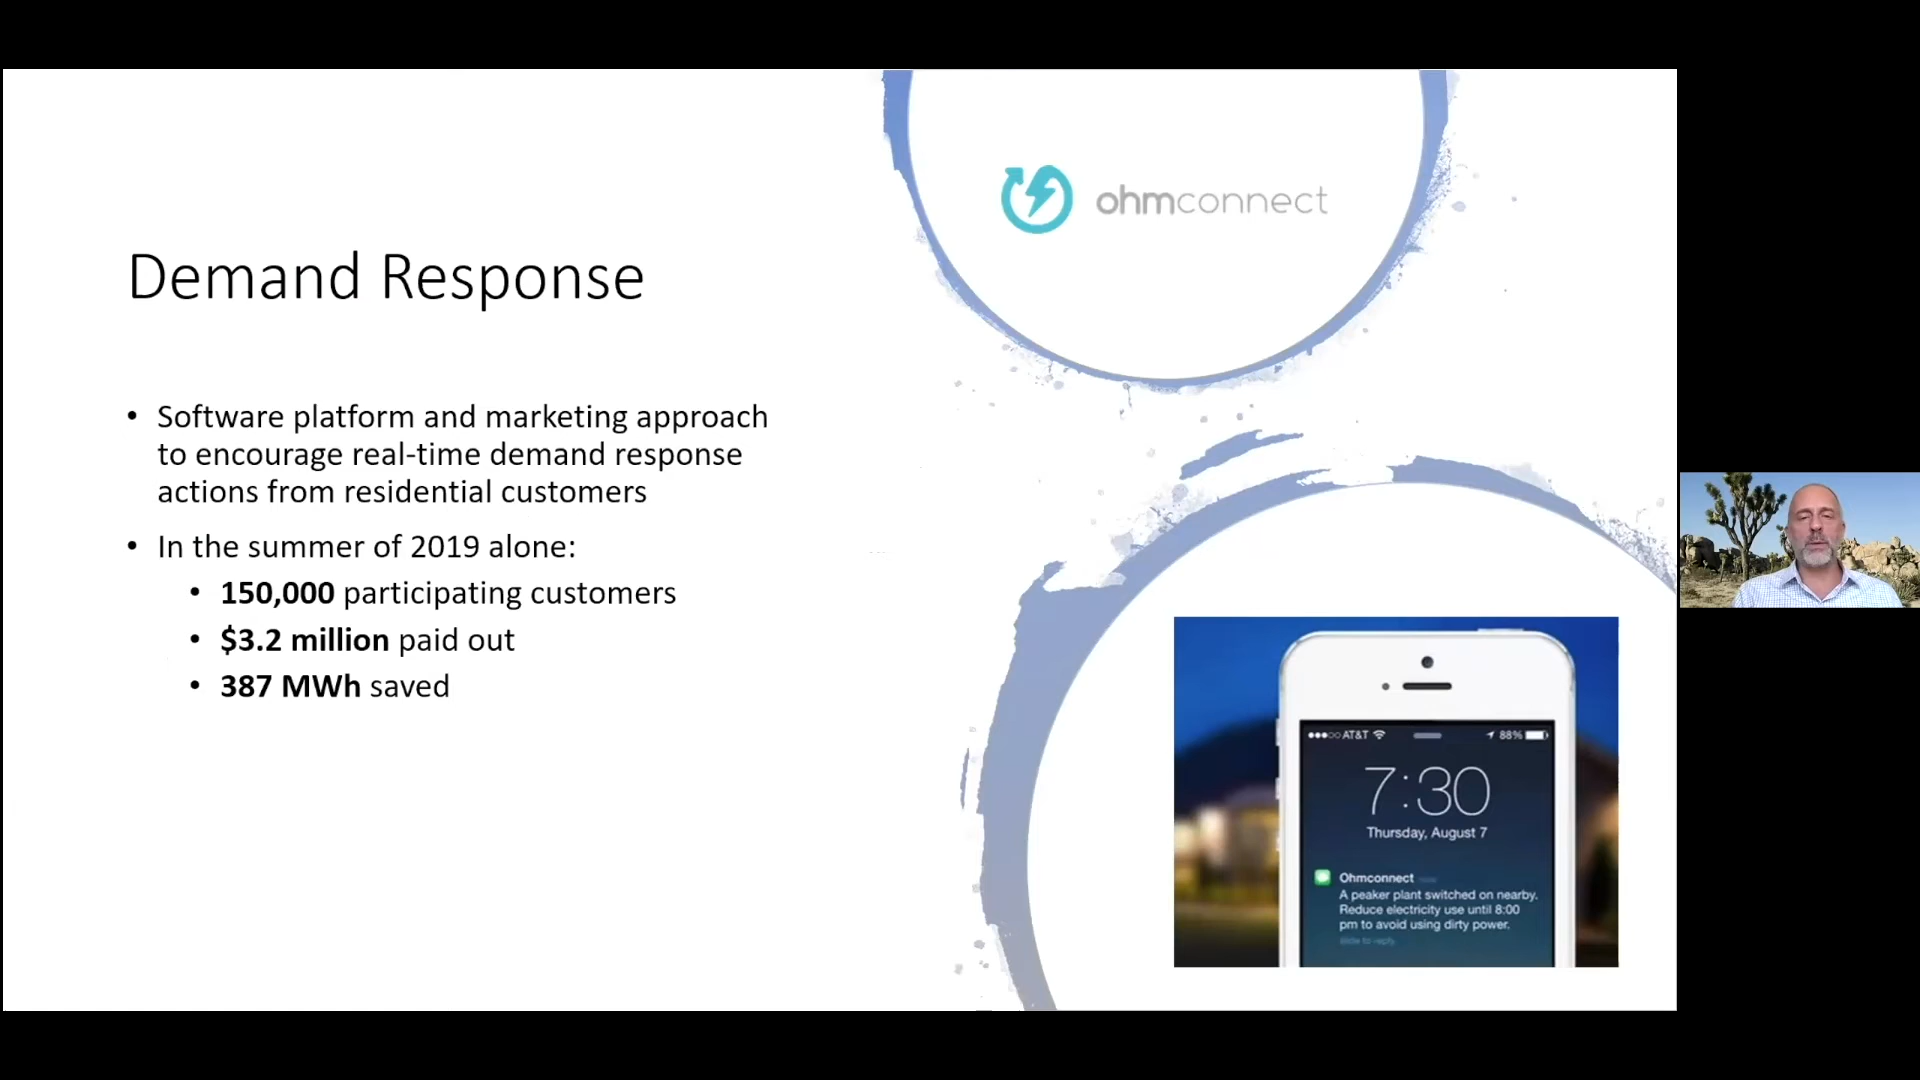 ohmconnect
Demand Response
• Software platform and marketing approach
to encourage real-time demand response
actions from residential customers
• In the summer of 2019 alone:
• 150,000 participating customers
• $3.2 million paid out
• 387 MWh saved
AT&T 88%
7:30
Thursday, August 7
Ohmconnect
A peaker plant switched on nearby.
Reduce electricity use until 8:00
pm to avoid using dirty power.